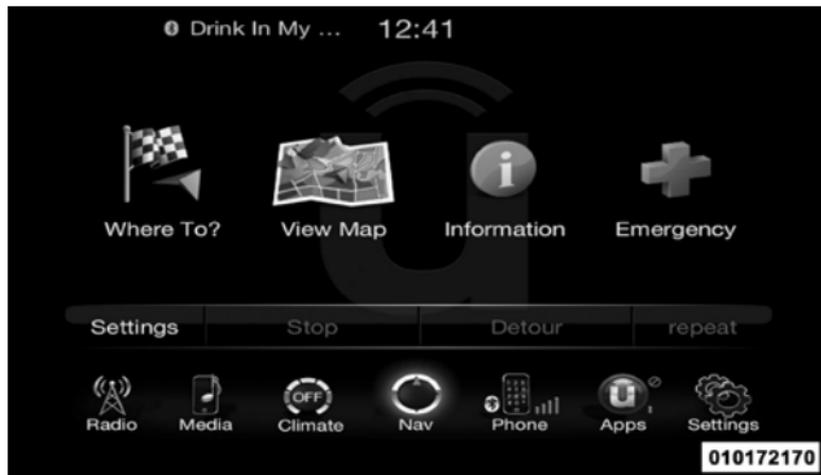 Drink In My ... 12:41
Where To? View Map Information Emergency
Settings Stop Detour repeat
OFF
Radio Media Climate Nav Phone Apps Settings
010172170